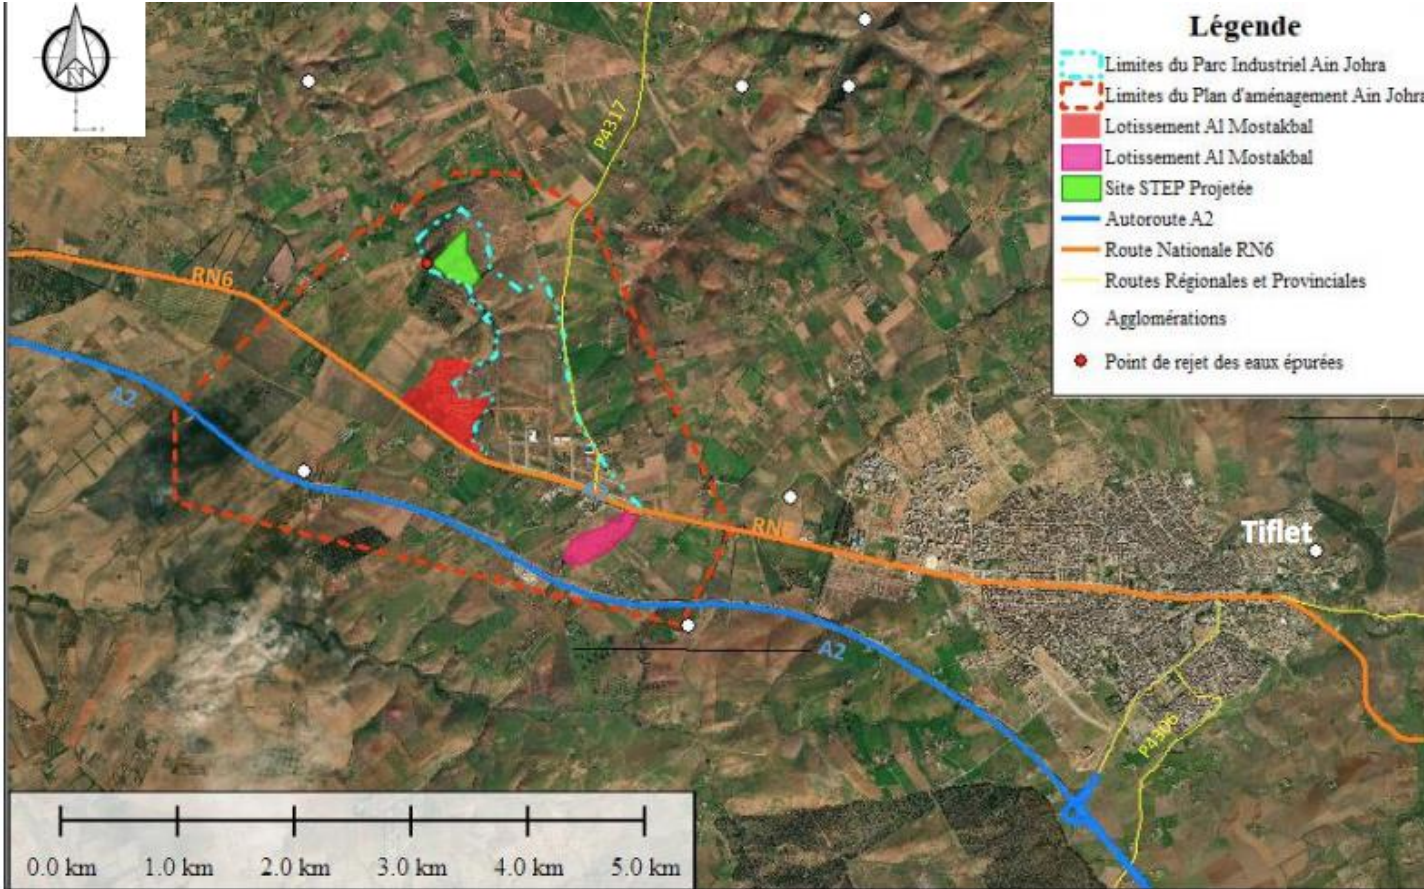 N
Légende
Limites du Parc Industriel Ain Johra
Limites du Plan d'aménagement Ain Johra
Lotissement Al Mostakbal
Lotissement Al Mostakbal
Site STEP Projetée
Autoroute A2
Route Nationale RN6
Routes Régionales et Provinciales
Agglomérations
Point de rejet des eaux épurées
P4317
RN6
A2
RN6
Tiflet
A2
P4306
0.0 km 1.0 km 2.0 km 3.0 km 4.0 km 5.0 km